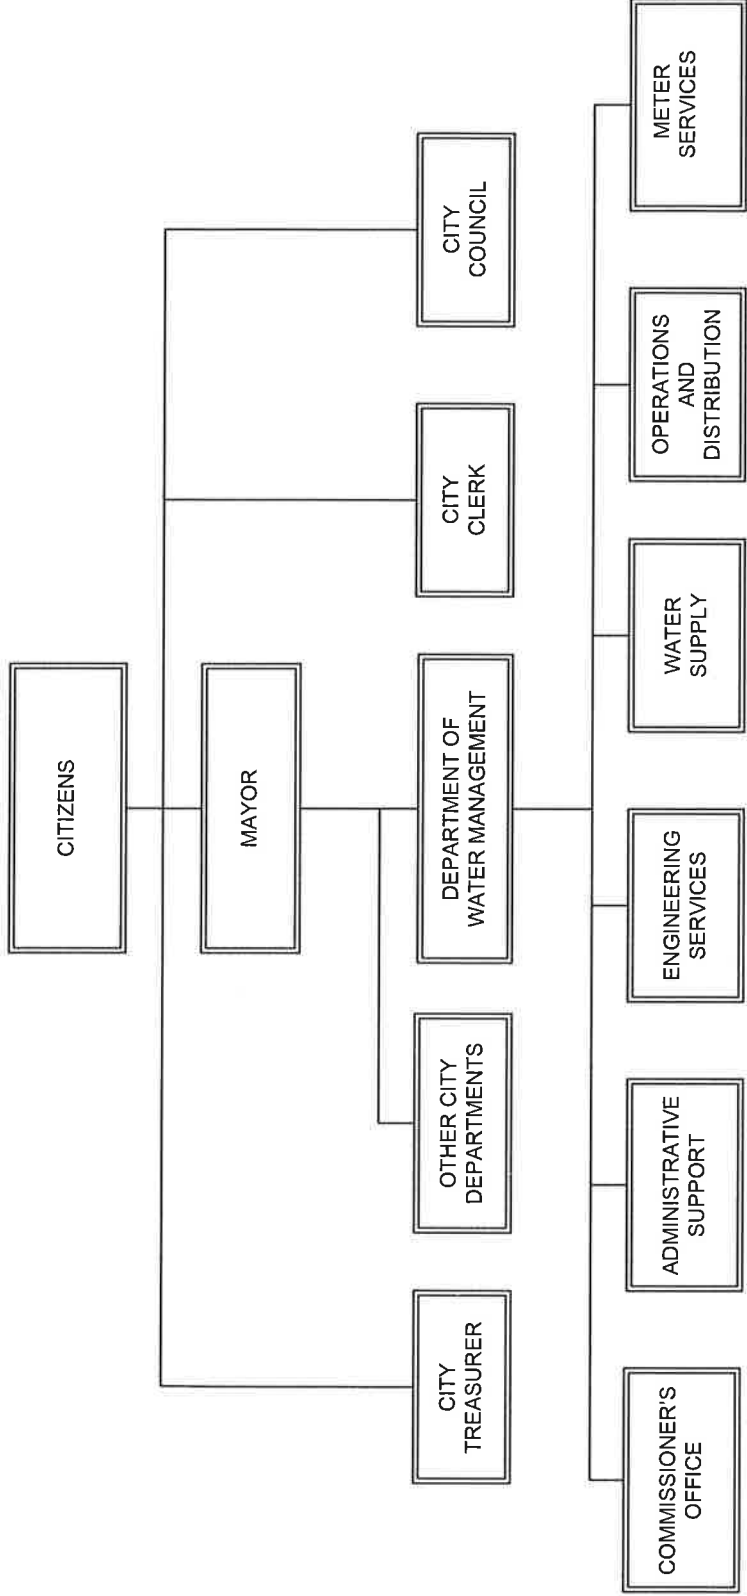 CITIZENS
MAYOR
CITY
TREASURER
OTHER CITY
DEPARTMENTS
DEPARTMENT OF
WATER MANAGEMENT
CITY
CLERK
CITY
COUNCIL
COMMISSIONER'S
OFFICE
ADMINISTRATIVE
SUPPORT
ENGINEERING
SERVICES
WATER
SUPPLY
OPERATIONS
AND
DISTRIBUTION
METER
SERVICES